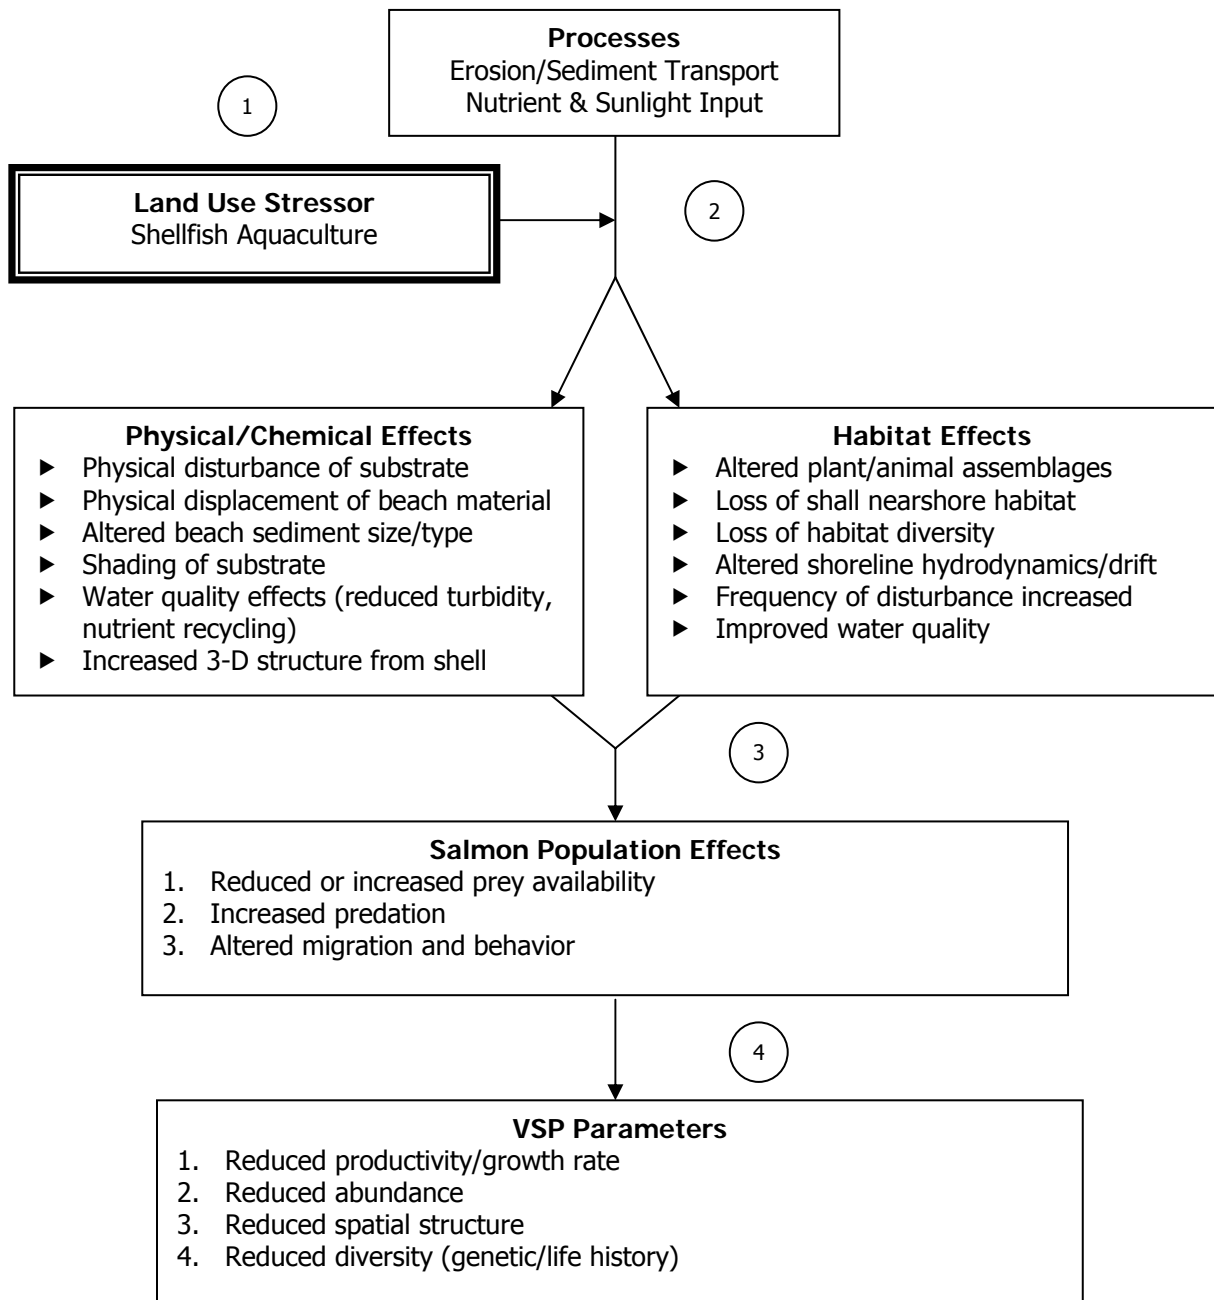 Processes
Erosion/Sediment Transport
Nutrient & Sunlight Input
1
Land Use Stressor
Shellfish Aquaculture
2
Physical/Chemical Effects
► Physical disturbance of substrate
► Physical displacement of beach material
► Altered beach sediment size/type
► Shading of substrate
► Water quality effects (reduced turbidity,
nutrient recycling)
► Increased 3-D structure from shell
Habitat Effects
► Altered plant/animal assemblages
► Loss of shall nearshore habitat
► Loss of habitat diversity
► Altered shoreline hydrodynamics/drift
► Frequency of disturbance increased
► Improved water quality
3
Salmon Population Effects
1. Reduced or increased prey availability
2. Increased predation
3. Altered migration and behavior
4
VSP Parameters
1. Reduced productivity/growth rate
2. Reduced abundance
3. Reduced spatial structure
4. Reduced diversity (genetic/life history)